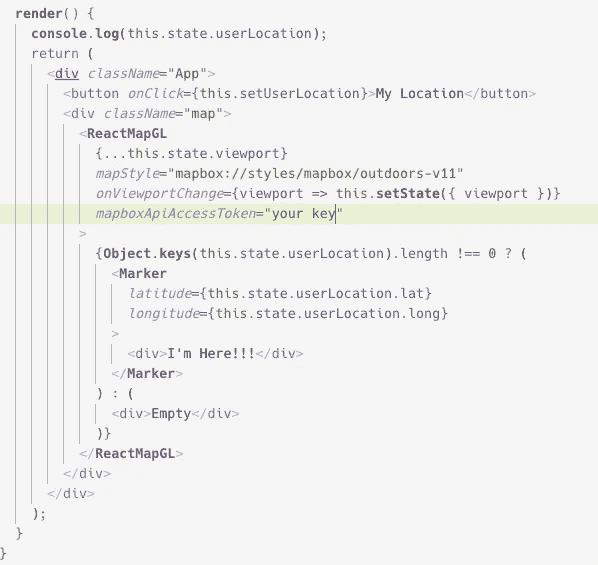 render() {
console.log(this.state.userLocation);
return (
<div className="App">
<button onClick={this.setUserLocation}>My Location</button>
<div className="map">
<ReactMapGL
{...this.state.viewport}
mapStyle="mapbox://styles/mapbox/outdoors-v11"
onViewportChange={viewport => this.setState({ viewport })}
mapboxApiAccessToken="your key"
>
{Object.keys(this.state.userLocation).length !== 0 ? (
<Marker
latitude={this.state.userLocation.lat}
longitude={this.state.userLocation.long}
>
<div>I'm Here!!!</div>
</Marker>
) : (
<div>Empty</div>
)}
</ReactMapGL>
</div>
</div>
);
}
}